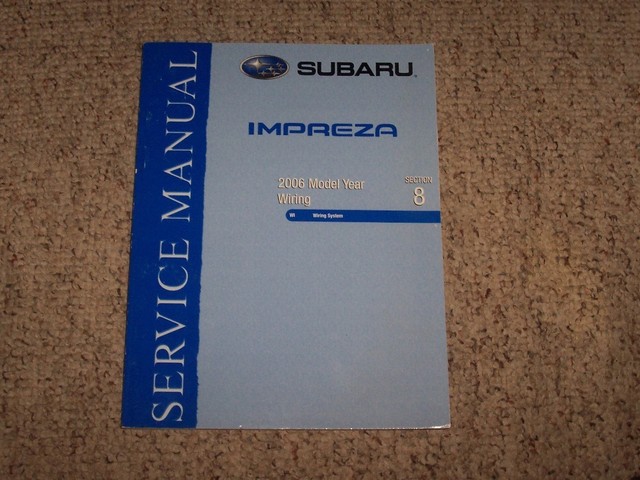 SERVICE MANUAL
SUBARU®
IMPREZA
2006 Model Year
Wiring
SECTION
8
WI Wiring System